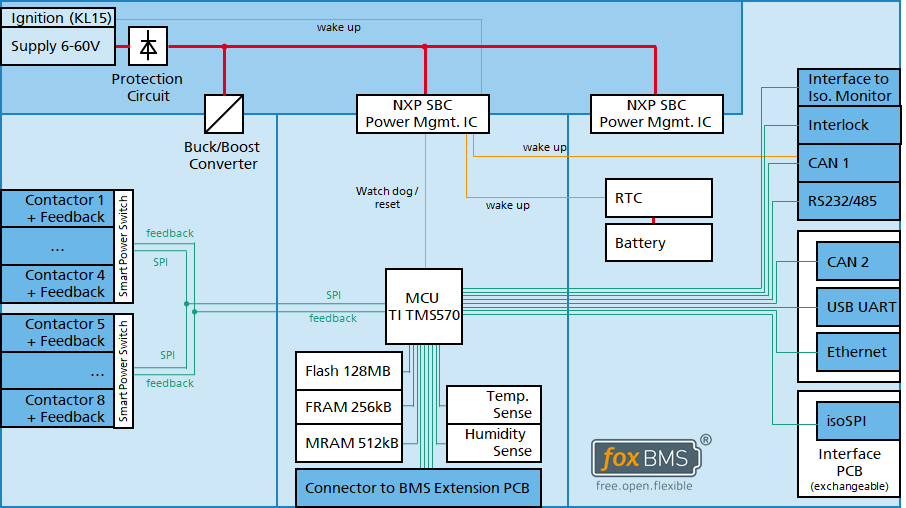 Ignition (KL15)
Supply 6-60V
wake up
Protection
Circuit
Buck/Boost
Converter
NXP SBC
Power Mgmt. IC
NXP SBC
Power Mgmt. IC
Interface to
Iso. Monitor
Interlock
CAN 1
RS232/485
wake up
Watch dog /
reset
wake up
RTC
Battery
Contactor 1
+ Feedback
...
Contactor 4
+ Feedback
Smart Power Switch
feedback
SPI
CAN 2
USB UART
Ethernet
MCU
TI TMS570
SPI
feedback
Contactor 5
+ Feedback
...
Contactor 8
+ Feedback
Smart Power Switch
SPI
feedback
Flash 128MB
FRAM 256kB
MRAM 512kB
Temp.
Sense
Humidity
Sense
Connector to BMS Extension PCB
foxBMS®
free.open.flexible
isoSPI
Interface
PCB
(exchangeable)